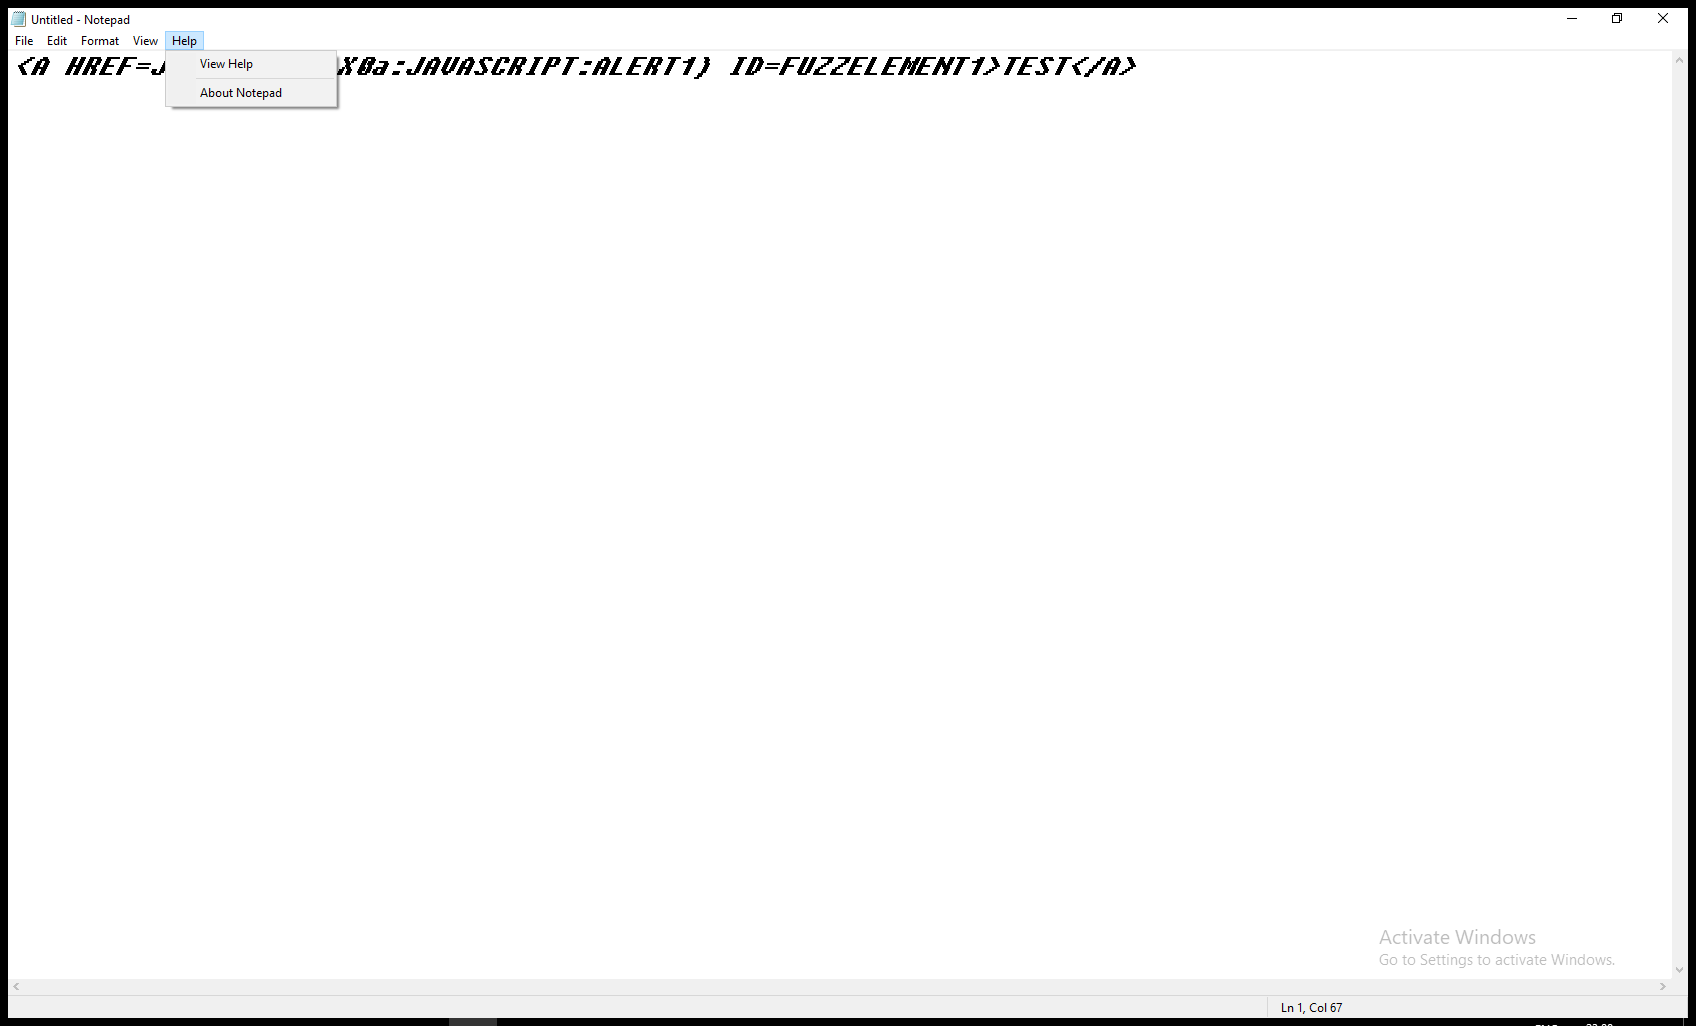 Untitled - Notepad
File Edit Format View Help
<A HREF=J X0a:JAVASCRIPT:ALERT1) ID=FUZZELEMENT1>TEST</A>
View Help
About Notepad
Activate Windows
Go to Settings to activate Windows.
Ln 1, Col 67